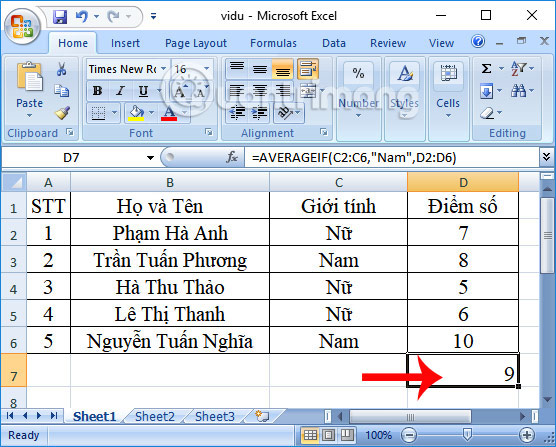 vidu - Microsoft Excel
Home Insert Page Layout Formulas Data Review View
Times New Ro 16
Paste B I U A A Number Styles Cells Σ
Clipboard Font Alignment Editing
uantrimang
D7 fx =AVERAGEIF(C2:C6,"Nam",D2:D6)
A B C D
1 STT Họ và Tên Giới tính Điểm số
2 1 Phạm Hà Anh Nữ 7
3 2 Trần Tuấn Phương Nam 8
4 3 Hà Thu Thảo Nữ 5
5 4 Lê Thị Thanh Nữ 6
6 5 Nguyễn Tuấn Nghĩa Nam 10
7 9
8
Sheet1 Sheet2 Sheet3
Ready 100%